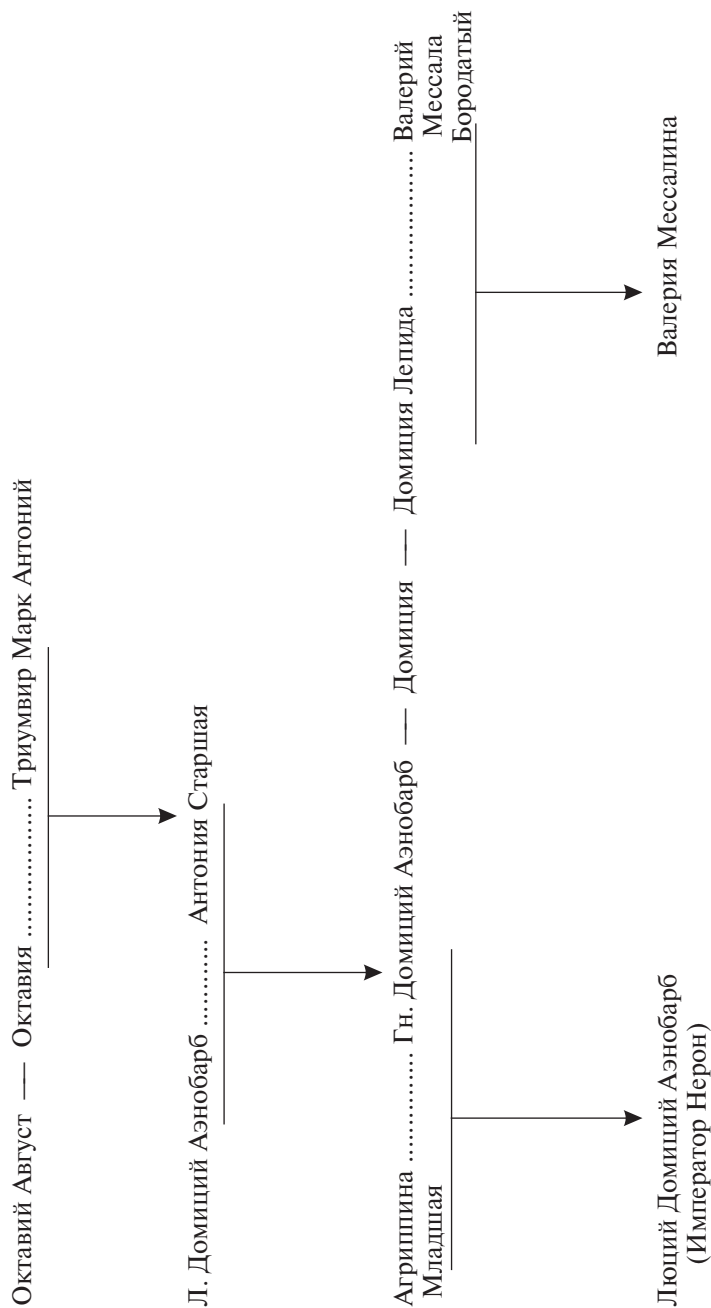 Октавий Август — Октавия ........................ Триумвир Марк Антоний
Л. Домиций Аэнобарб ............. Антония Старшая
Агриппина .................. Гн. Домиций Аэнобарб — Домиция — Домиция Лепида ...................... Валерий
Младшая
Мессала
Бородатый
Люций Домиций Аэнобарб
(Император Нерон)
Валерия Мессалина